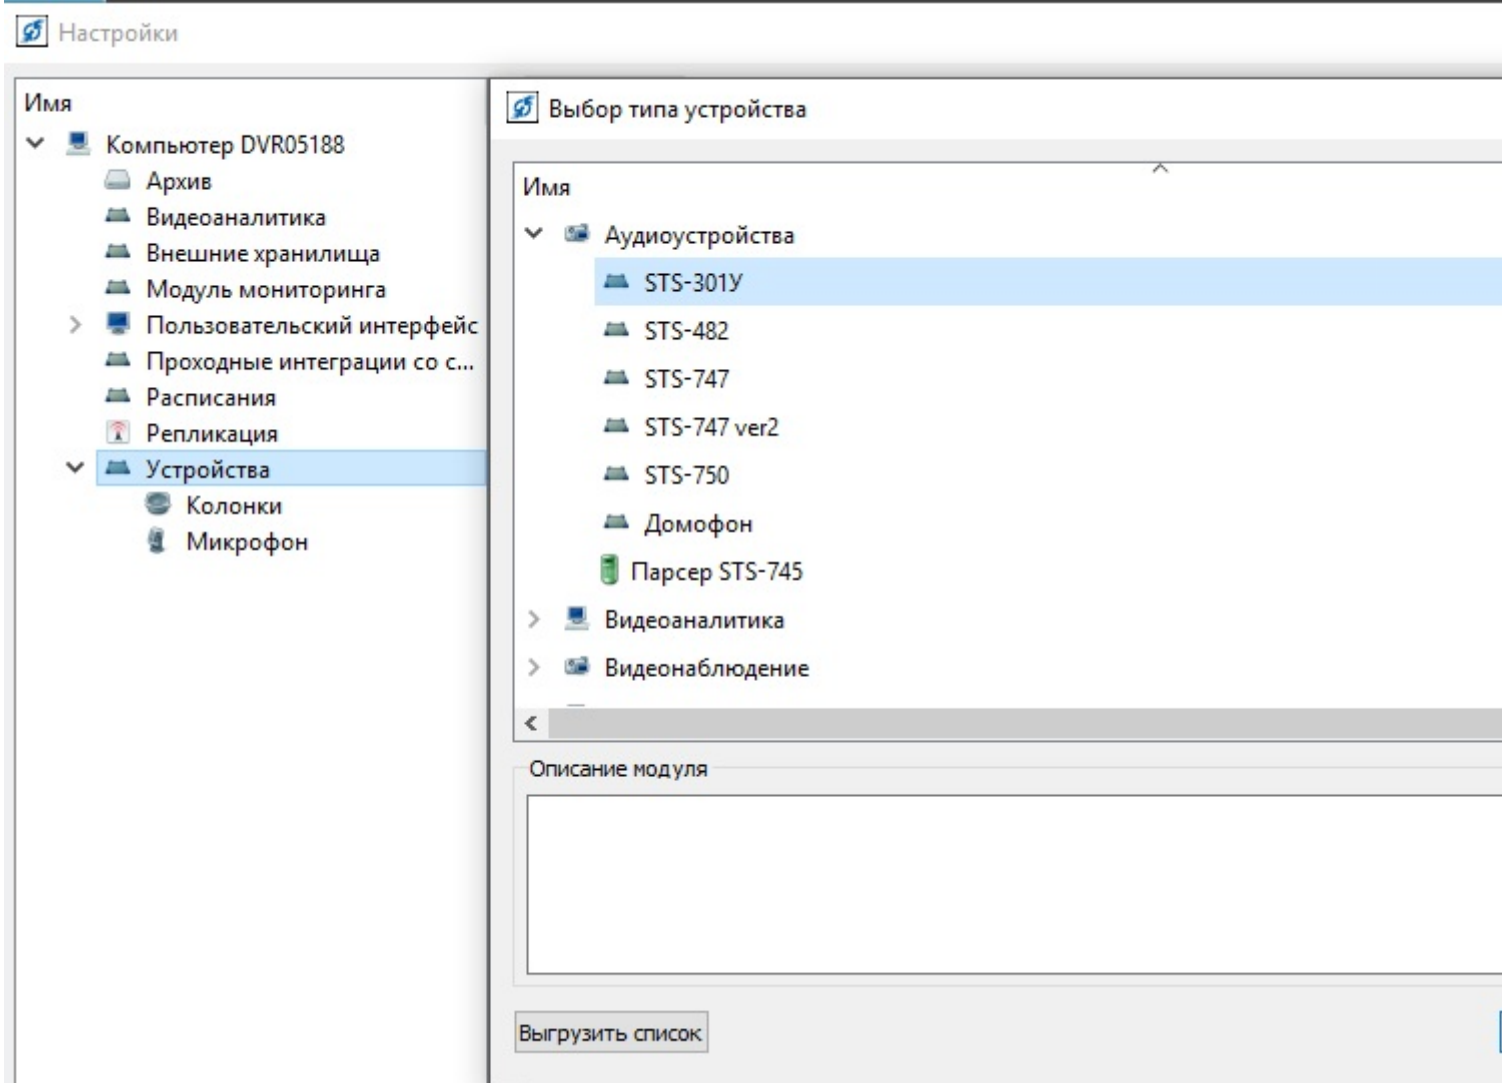 Настройки
Имя
Компьютер DVR05188
Архив
Видеоаналитика
Внешние хранилища
Модуль мониторинга
Пользовательский интерфейс
Проходные интеграции со с...
Расписания
Репликация
Устройства
Колонки
Микрофон
Выбор типа устройства
Имя
Аудиоустройства
STS-301У
STS-482
STS-747
STS-747 ver2
STS-750
Домофон
Парсер STS-745
Видеоаналитика
Видеонаблюдение
Описание модуля
Выгрузить список